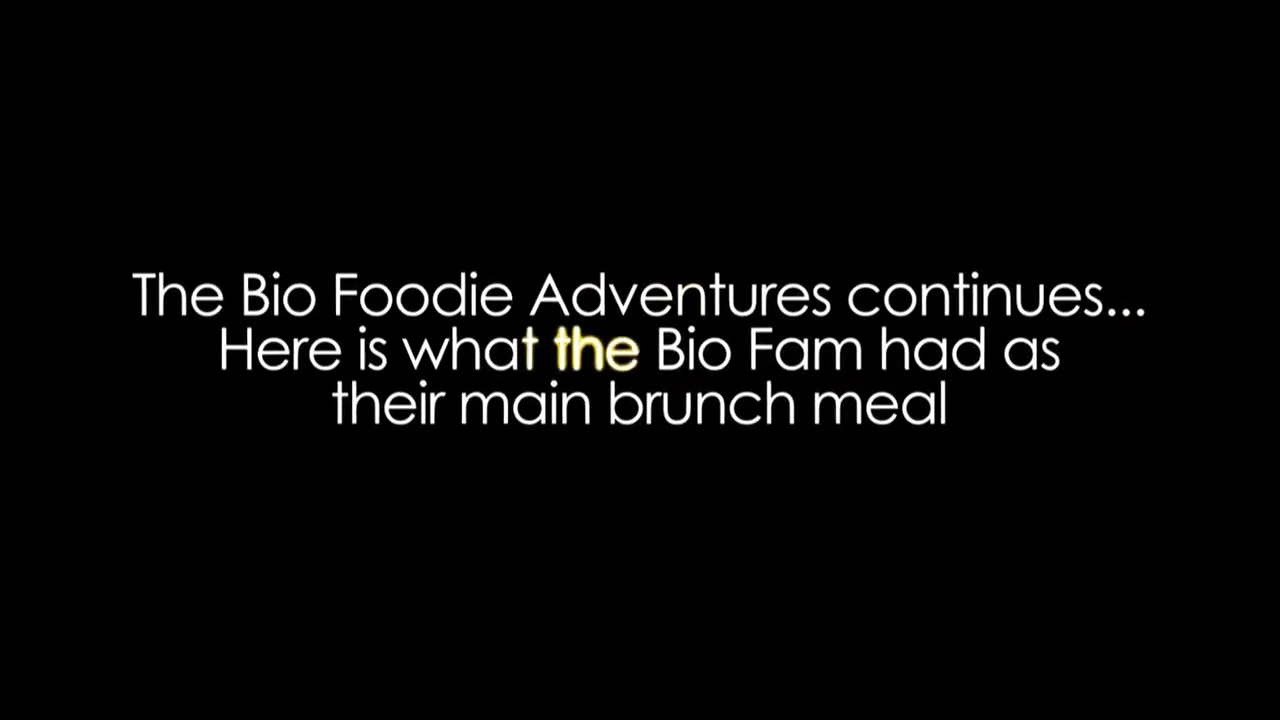 The Bio Foodie Adventures continues...
Here is what the Bio Fam had as
their main brunch meal